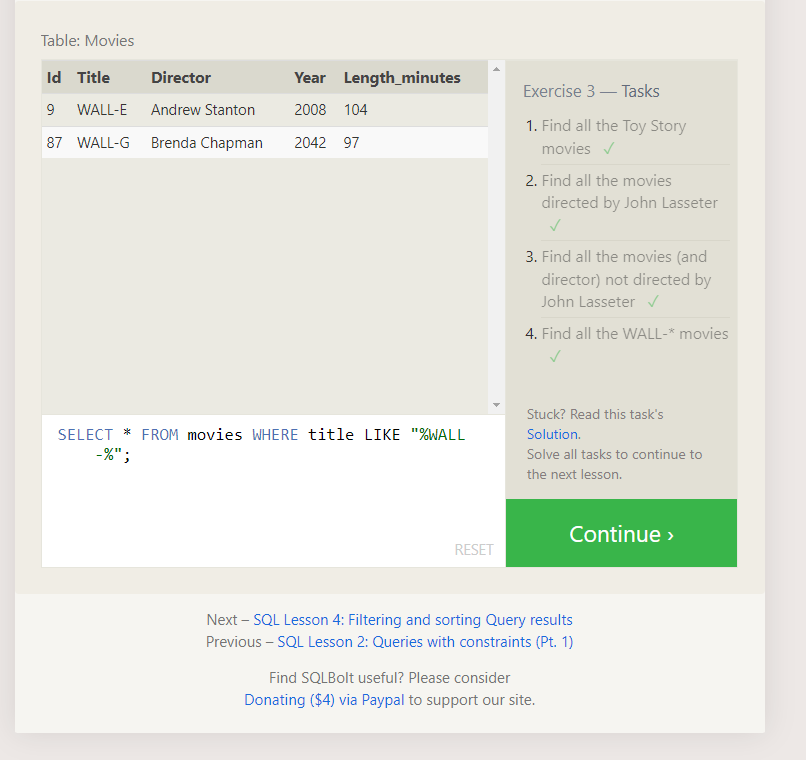 Table: Movies
Id Title Director Year Length_minutes
9 WALL-E Andrew Stanton 2008 104
87 WALL-G Brenda Chapman 2042 97
SELECT * FROM movies WHERE title LIKE "%WALL
-%";
RESET
Exercise 3 — Tasks
1. Find all the Toy Story
movies ✓
2. Find all the movies
directed by John Lasseter
✓
3. Find all the movies (and
director) not directed by
John Lasseter ✓
4. Find all the WALL-* movies
✓
Stuck? Read this task's
Solution.
Solve all tasks to continue to
the next lesson.
Continue ›
Next – SQL Lesson 4: Filtering and sorting Query results
Previous – SQL Lesson 2: Queries with constraints (Pt. 1)
Find SQLBolt useful? Please consider
Donating ($4) via Paypal to support our site.